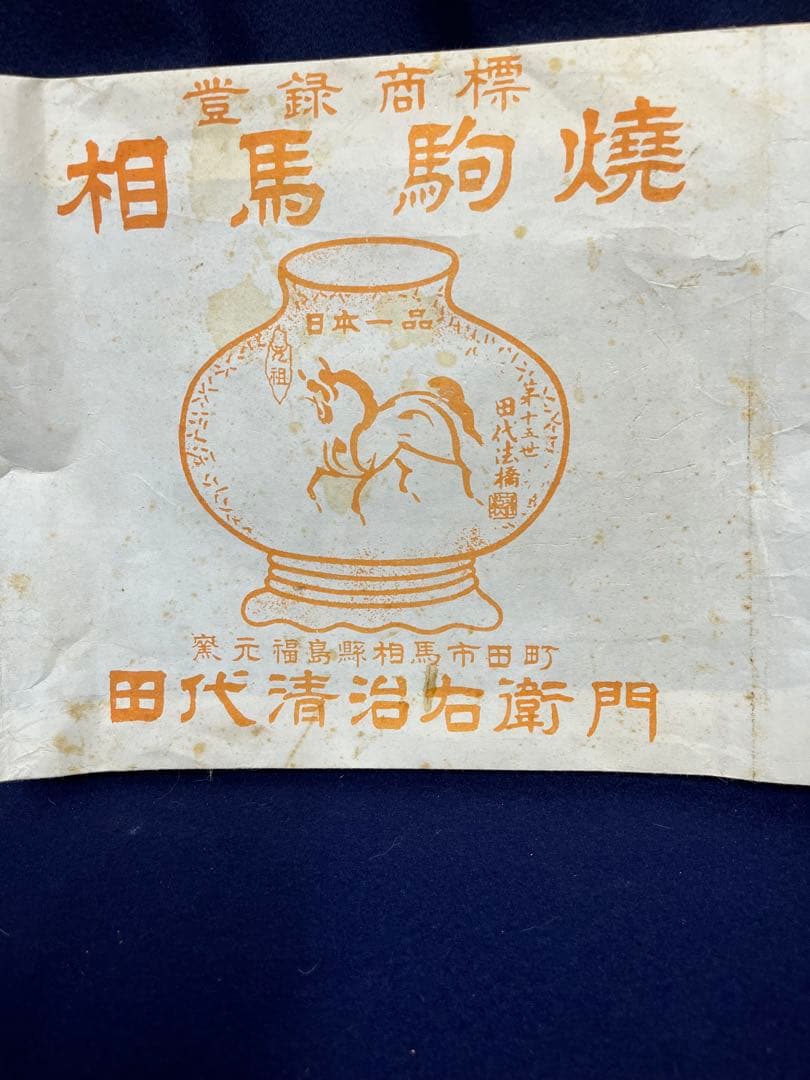 登録商標
相馬駒燒
日本一品
元祖
第十五世
田代法橋
窯元福島縣相馬市田町
田代清治右衛門